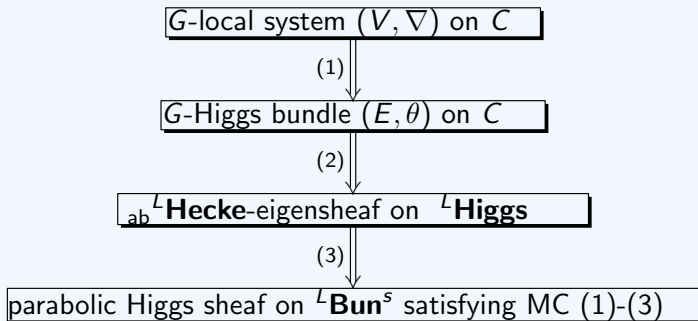 G-local system (V, ∇) on C
(1)
G-Higgs bundle (E, θ) on C
(2)
ab ᴸHecke-eigensheaf on ᴸHiggs
(3)
parabolic Higgs sheaf on ᴸBunˢ satisfying MC (1)-(3)